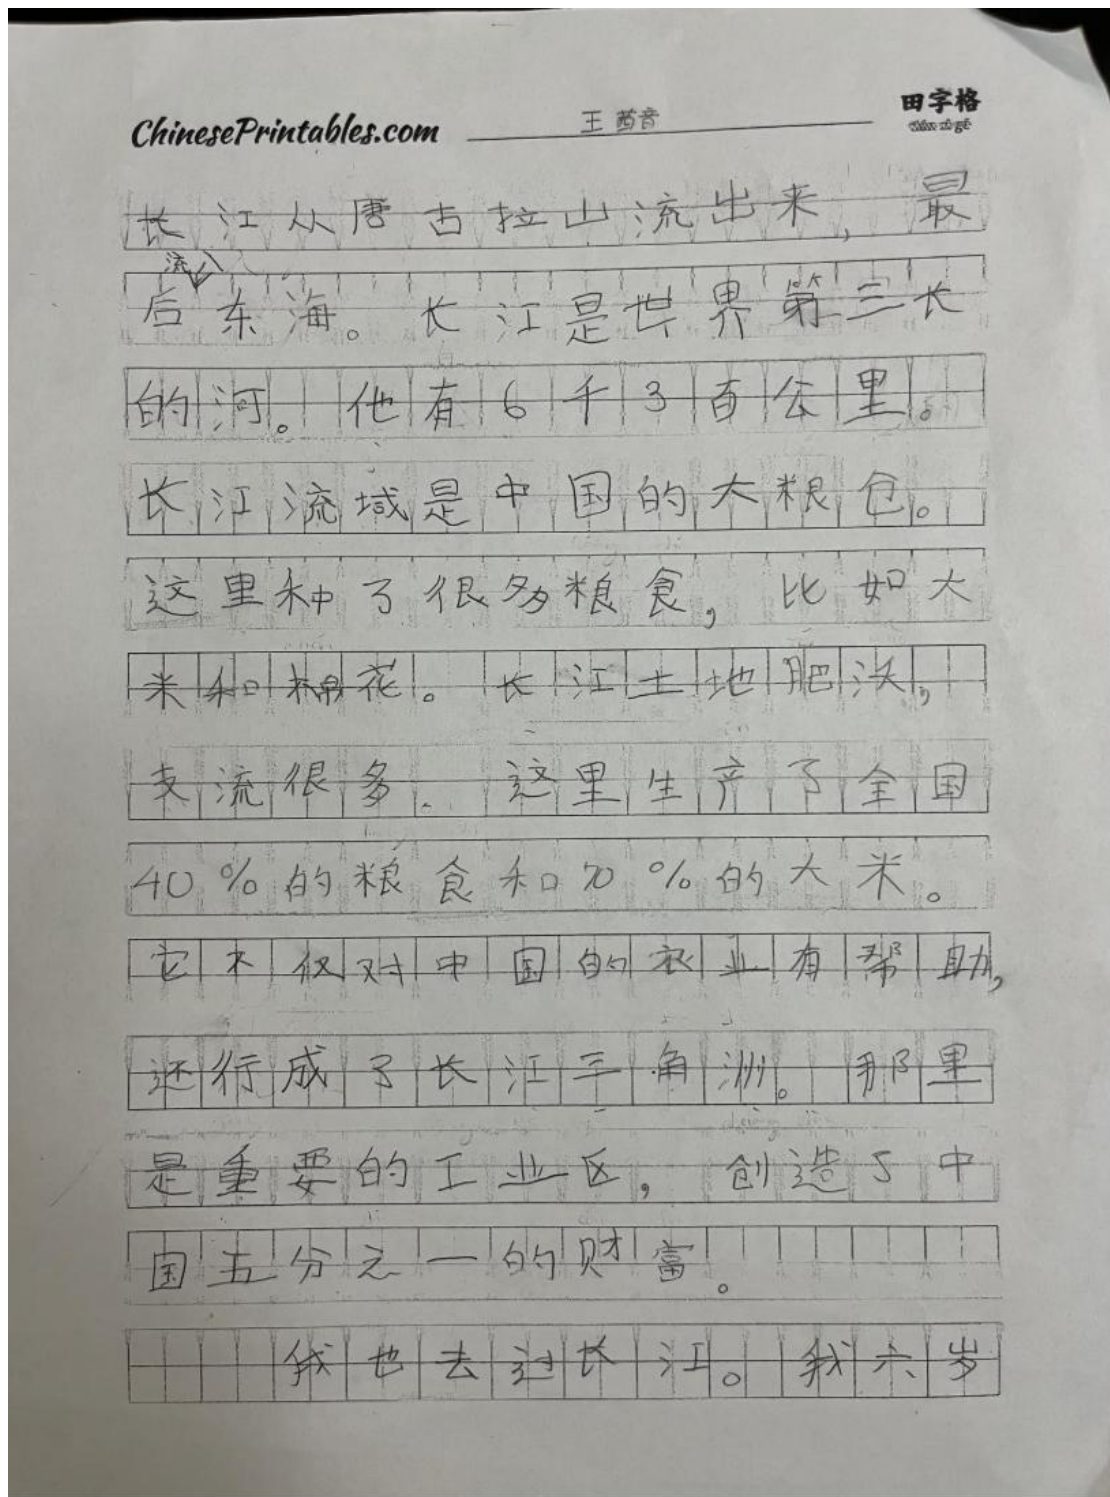 ChinesePrintables.com 王茜音 田字格
tián zì gé
长江从唐古拉山流出来,最
流入
后东海。长江是世界第三长
的河。他有6千3百公里。
长江流域是中国的大粮仓。
这里种了很多粮食,比如大
米和棉花。长江土地肥沃,
支流很多.这里生产了全国
40%的粮食和70%的大米。
它不仅对中国的农业有帮助,
还行成了长江三角洲。那里
是重要的工业区,创造了中
国五分之一的财富。
我也去过长江。我六岁